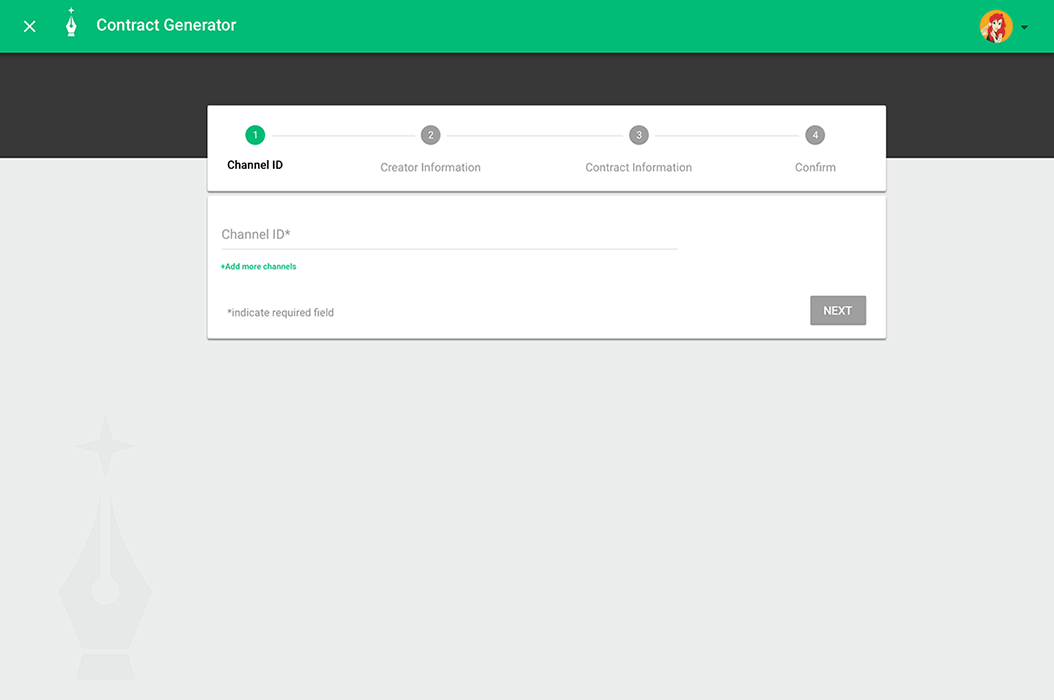 Contract Generator
1
2
3
4
Channel ID
Creator Information
Contract Information
Confirm
Channel ID*
+Add more channels
*indicate required field
NEXT